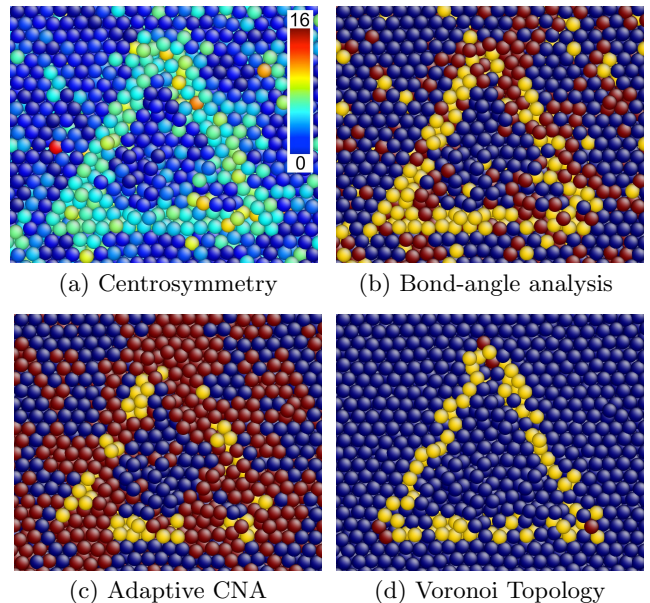 16
0
(a) Centrosymmetry
(b) Bond-angle analysis
(c) Adaptive CNA
(d) Voronoi Topology